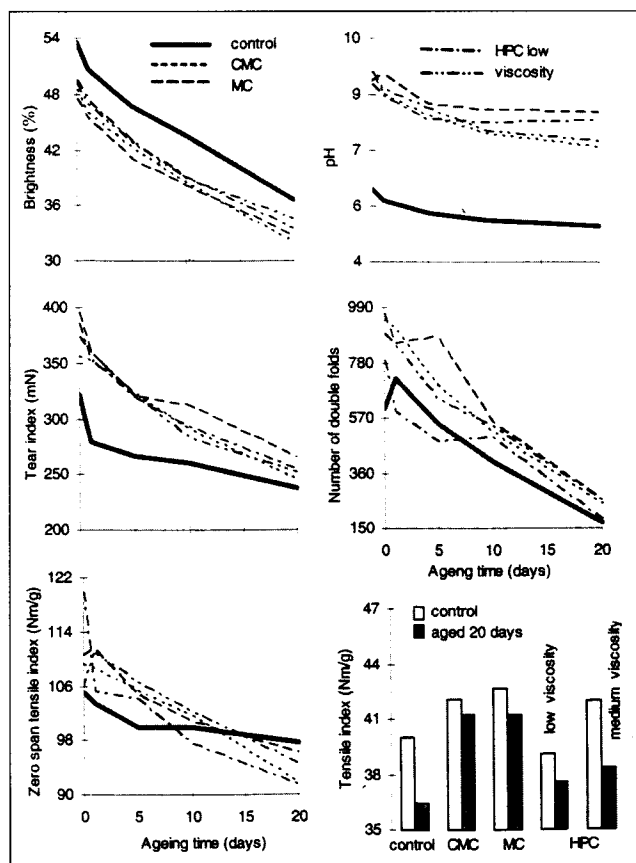 54
48
42
36
30
Brightness (%)
control
CMC
MC
10
9
7
6
4
pH
HPC low
viscosity
400
350
300
250
200
Tear index (mN)
990
780
570
360
150
Number of double folds
0 5 10 15 20
Ageng time (days)
122
114
106
98
90
Zero span tensile index (Nm/g)
0 5 10 15 20
Ageing time (days)
47
44
41
38
35
Tensile index (Nm/g)
control
aged 20 days
low viscosity
medium viscosity
control CMC MC HPC